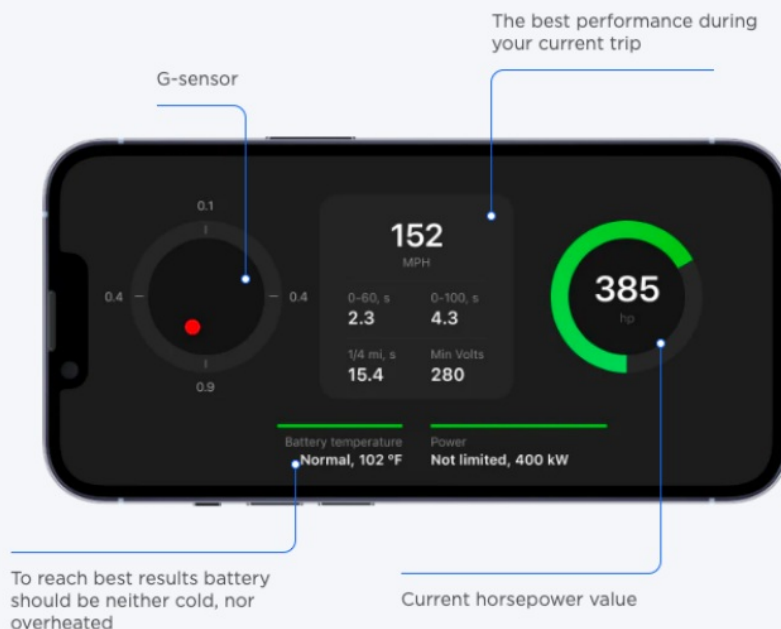 The best performance during
your current trip
G-sensor
0.1
0.4
0.4
0.9
152
MPH
0-60, s
0-100, s
2.3
4.3
1/4 mi, s
Min Volts
15.4
280
385
hp
Battery temperature
Normal, 102 °F
Power
Not limited, 400 kW
To reach best results battery
should be neither cold, nor
overheated
Current horsepower value